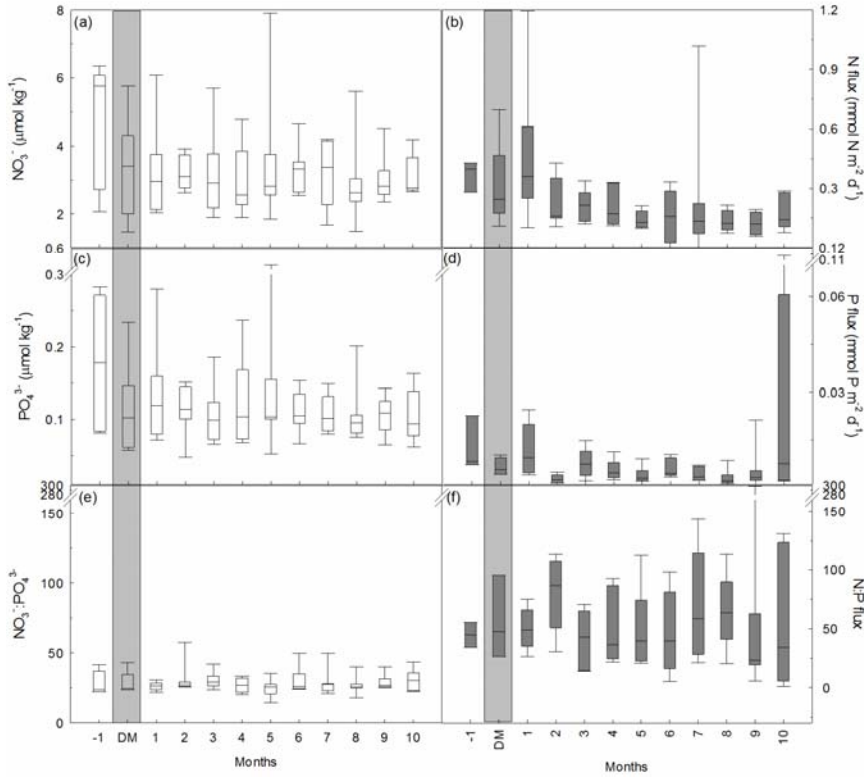 (a)
8
6
4
2
NO₃⁻ (μmol kg⁻¹)
(b)
1.2
0.9
0.6
0.3
N flux (mmol N m⁻² d⁻¹)
(c)
0.6
0.3
0.2
0.1
PO₄³⁻ (μmol kg⁻¹)
(d)
0.12
0.11
0.06
0.03
P flux (mmol P m⁻² d⁻¹)
(e)
300
280
150
100
50
25
0
NO₃⁻:PO₄³⁻
-1 DM 1 2 3 4 5 6 7 8 9 10
Months
(f)
300
280
150
100
50
0
N:P flux
-1 DM 1 2 3 4 5 6 7 8 9 10
Months